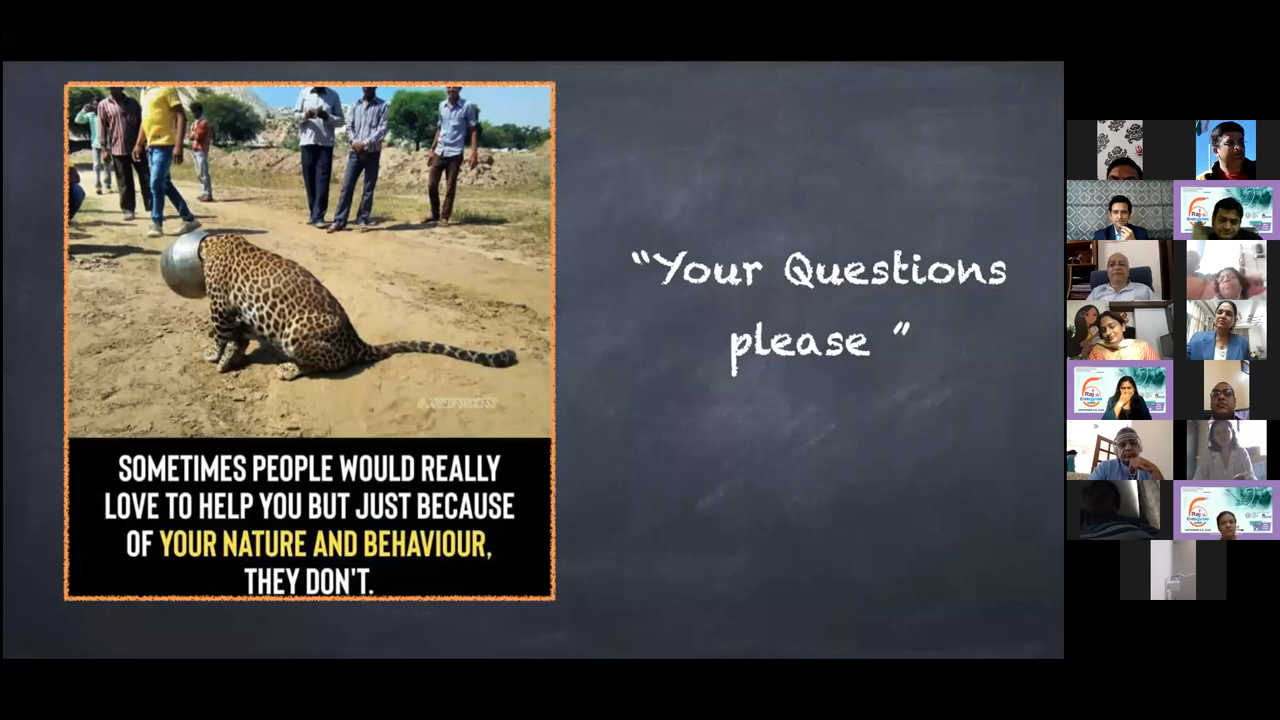 SOMETIMES PEOPLE WOULD REALLY
LOVE TO HELP YOU BUT JUST BECAUSE
OF YOUR NATURE AND BEHAVIOUR,
THEY DON'T.
“Your Questions
please ”